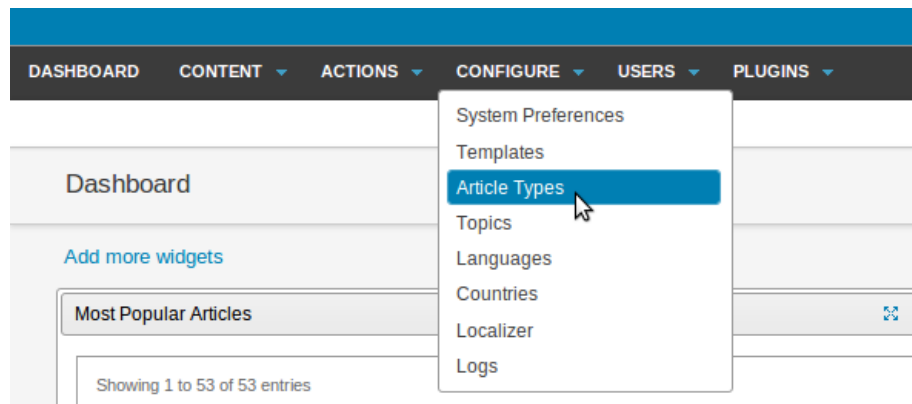 DASHBOARD CONTENT ACTIONS CONFIGURE USERS PLUGINS
System Preferences
Templates
Article Types
Topics
Languages
Countries
Localizer
Logs
Dashboard
Add more widgets
Most Popular Articles
Showing 1 to 53 of 53 entries